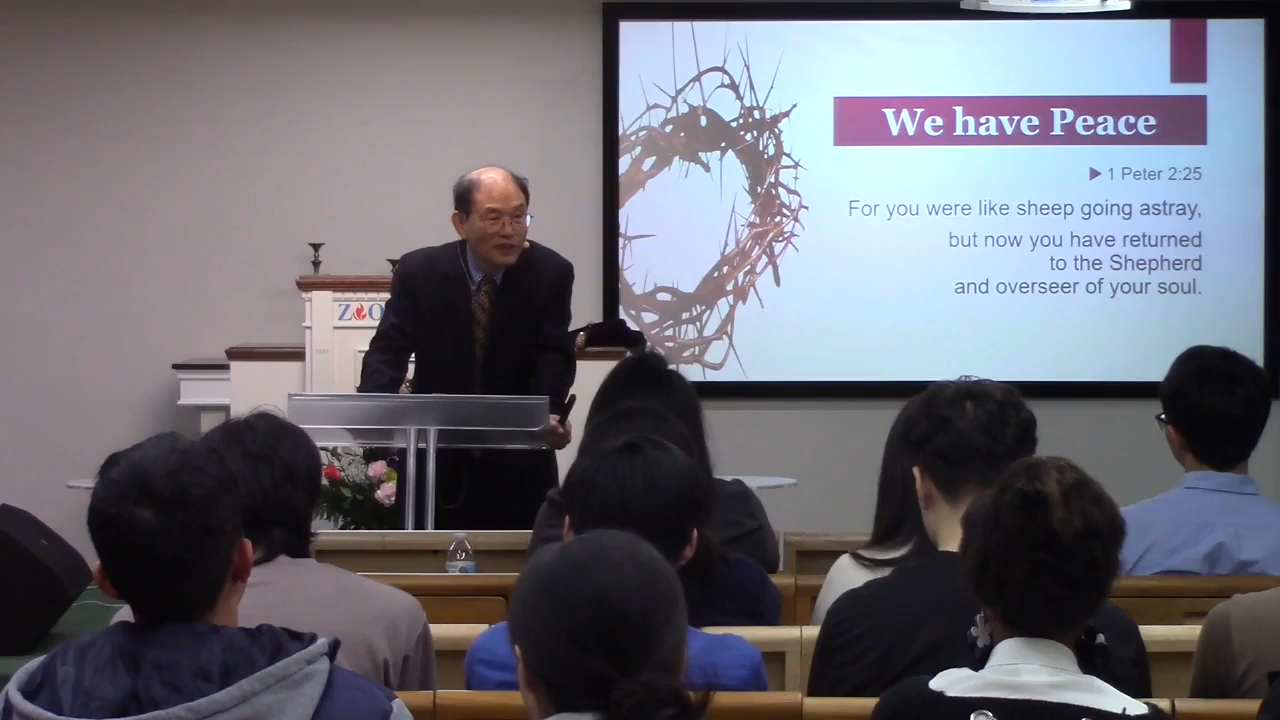 We have Peace
1 Peter 2:25
For you were like sheep going astray,
but now you have returned
to the Shepherd
and overseer of your soul.